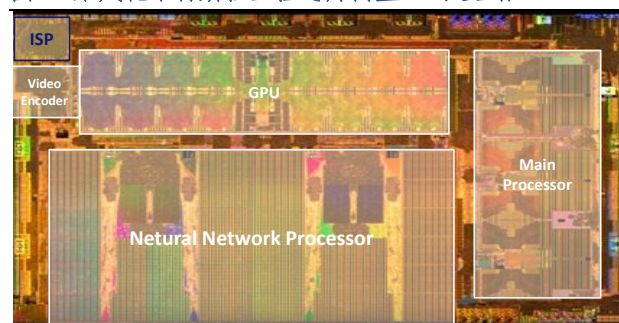 ISP
Video
Encoder
GPU
Main
Processor
Netural Network Processor